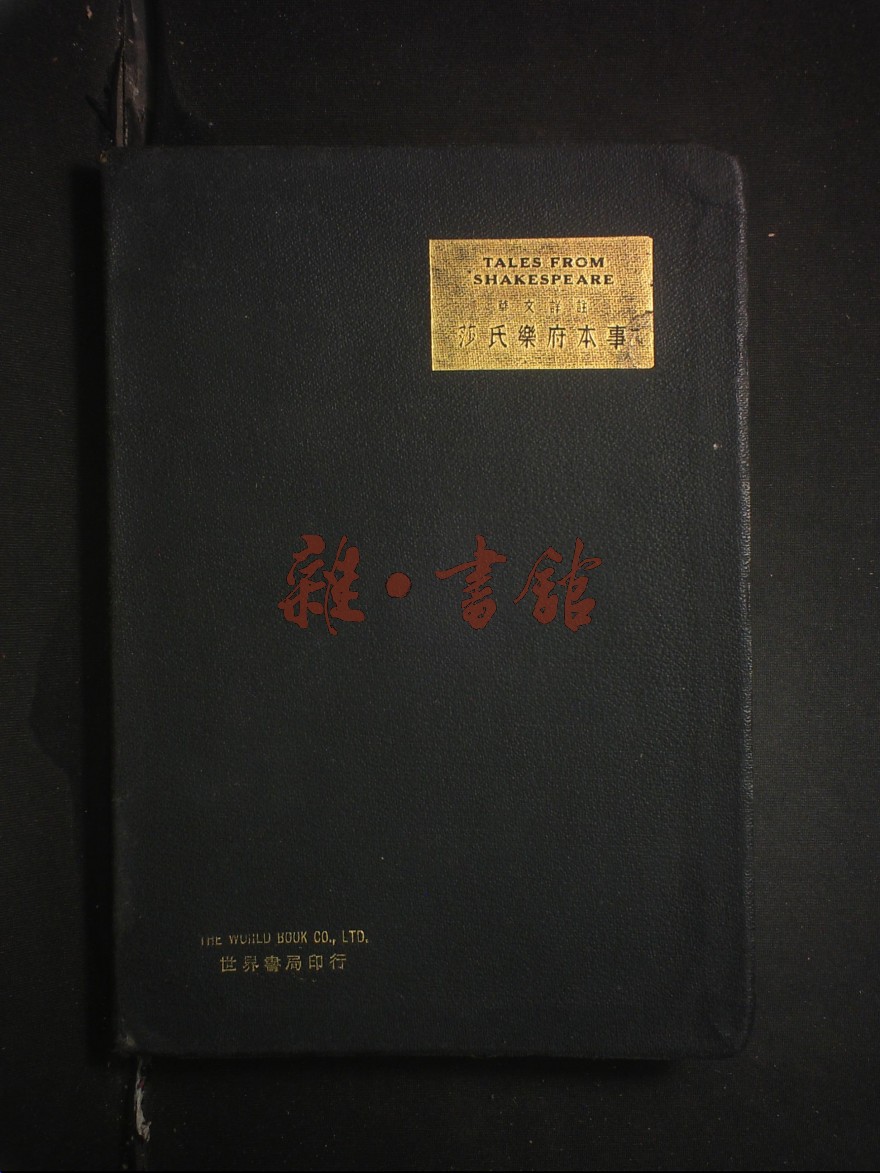 TALES FROM
SHAKESPEARE
華文詳註
莎氏樂府本事
雜·書館
THE WORLD BOOK CO., LTD.
世界書局印行